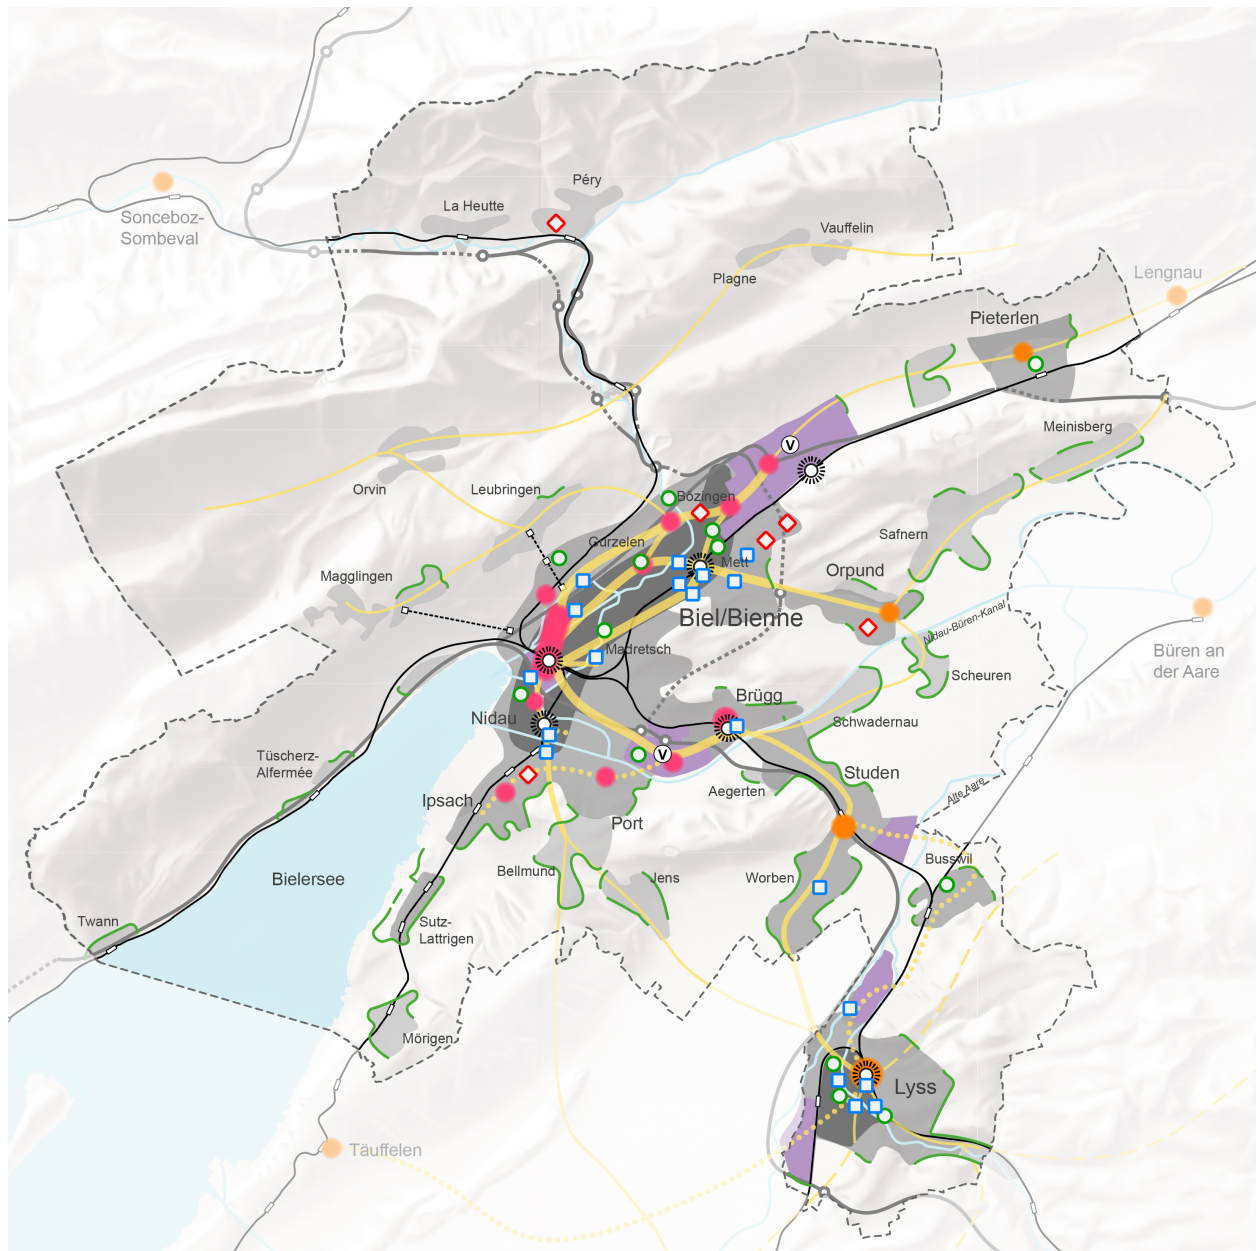 Péry
La Heutte
Sonceboz-
Sombeval
Vauffelin
Plagne
Lengnau
Pieterlen
Meinisberg
V
Orvin
Leubringen
Bözingen
Gurzelen
Safnern
Mett
Magglingen
Orpund
Biel/Bienne
Nidau-Büren-Kanal
Büren an
der Aare
Madretsch
Scheuren
Brügg
Nidau
Schwadernau
Tüscherz-
Alfermée
V
Studen
Aegerten
Alte Aare
Ipsach
Port
Busswil
Bellmund
Jens
Worben
Bielersee
Twann
Sutz-
Lattrigen
Mörigen
Lyss
Täuffelen